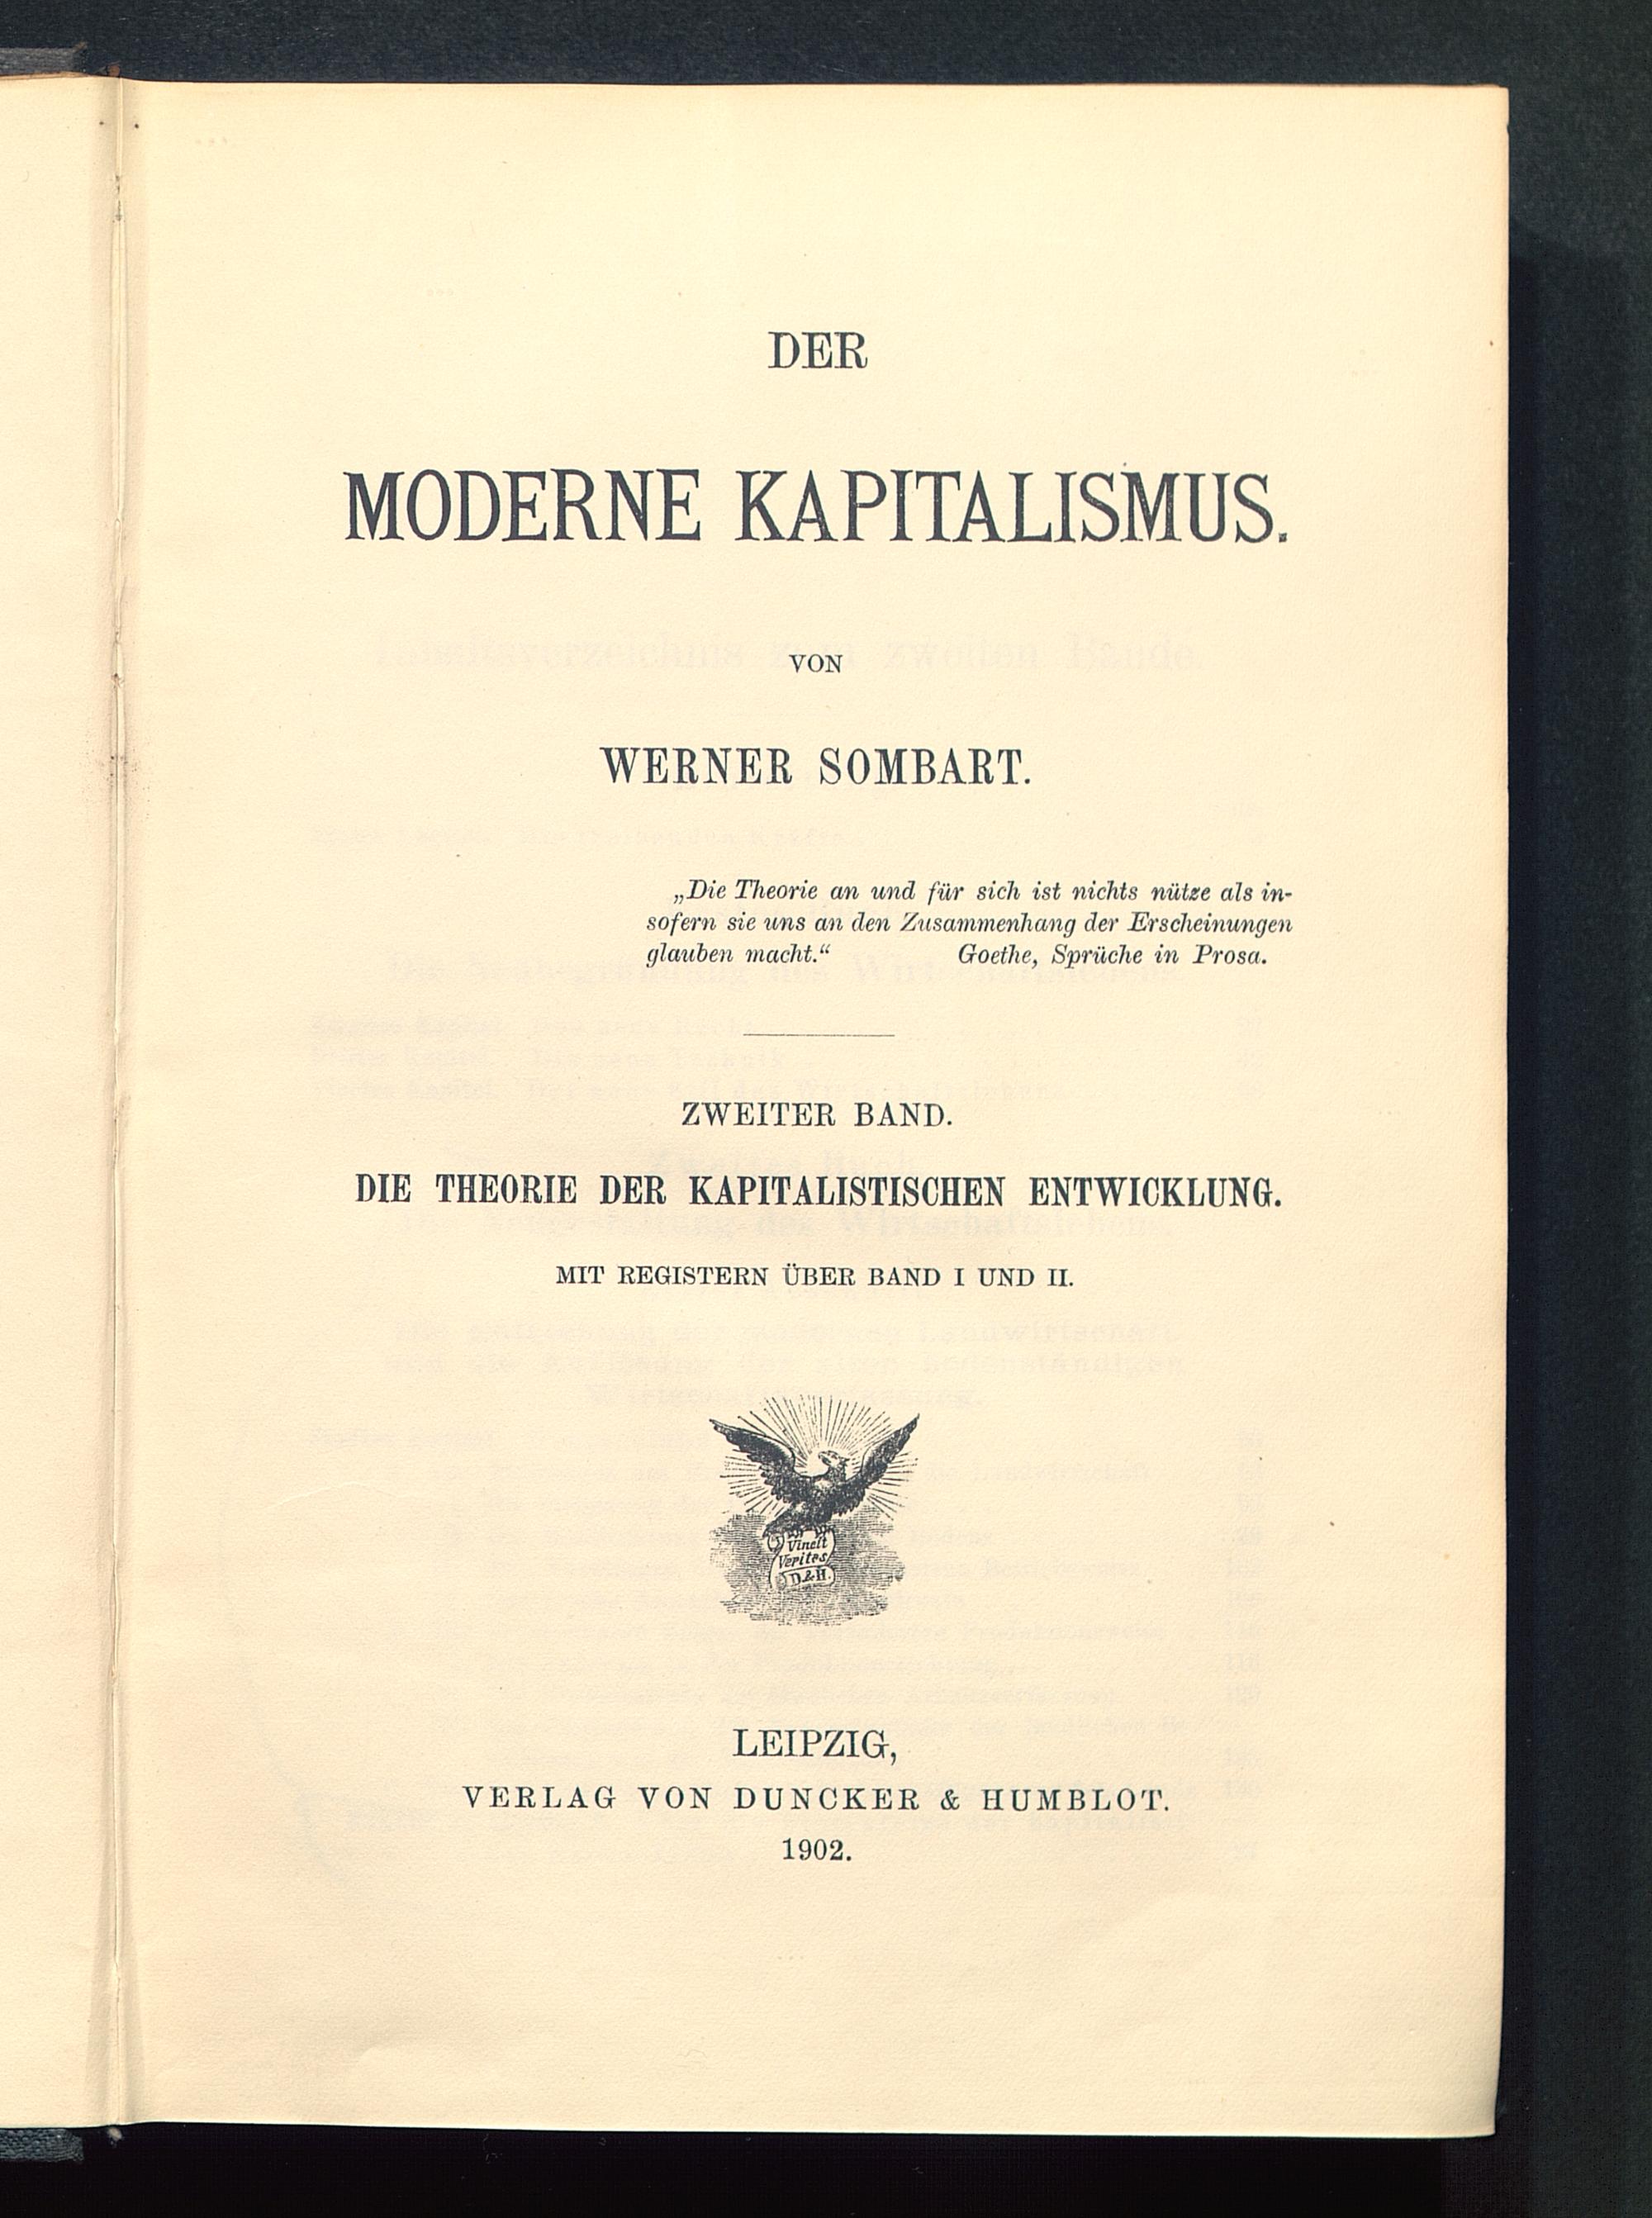 DER
MODERNE KAPITALISMUS.
VON
WERNER SOMBART.
„Die Theorie an und für sich ist nichts nütze als in-
sofern sie uns an den Zusammenhang der Erscheinungen
glauben macht.“ Goethe, Sprüche in Prosa.
ZWEITER BAND.
DIE THEORIE DER KAPITALISTISCHEN ENTWICKLUNG.
MIT REGISTERN ÜBER BAND I UND II.
Vincit
Veritas
D.&H.
LEIPZIG,
VERLAG VON DUNCKER & HUMBLOT.
1902.